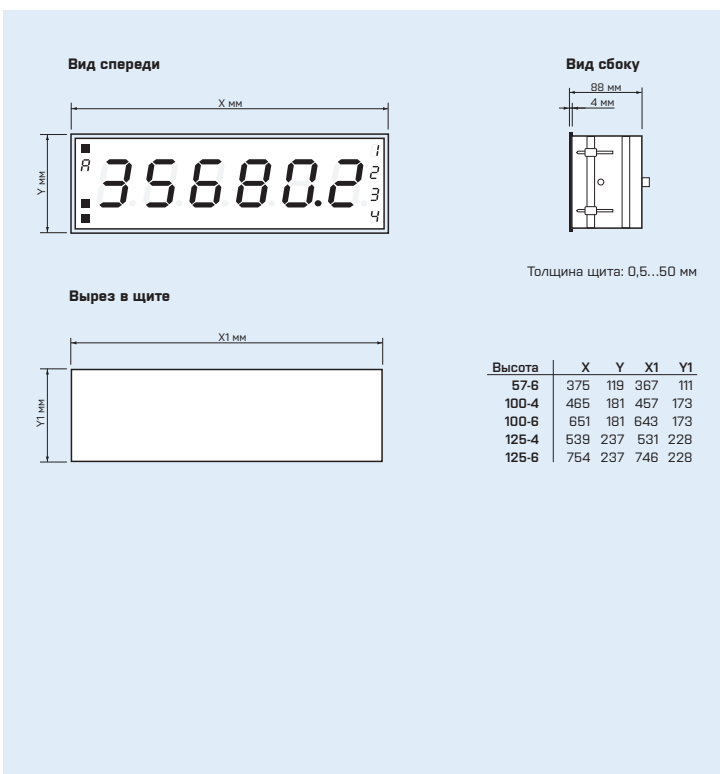 Вид спереди
Вид сбоку
X мм
88 мм
4 мм
Y мм
A
35680.2
1
2
3
4
Толщина щита: 0,5...50 мм
Вырез в щите
X1 мм
Y1 мм
Высота X Y X1 Y1
57-6 375 119 367 111
100-4 465 181 457 173
100-6 651 181 643 173
125-4 539 237 531 228
125-6 754 237 746 228